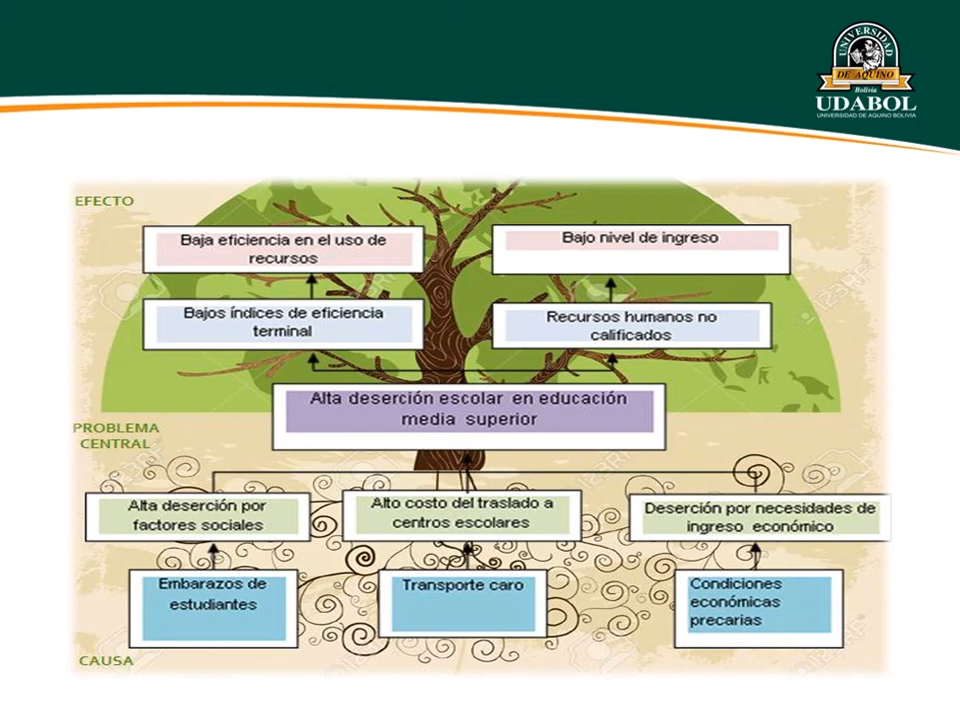 UNIVERSIDAD
DE AQUINO
Bolivia
UDABOL
UNIVERSIDAD DE AQUINO BOLIVIA
EFECTO
Baja eficiencia en el uso de
recursos
Bajo nivel de ingreso
Bajos índices de eficiencia
terminal
Recursos humanos no
calificados
Alta deserción escolar en educación
media superior
PROBLEMA
CENTRAL
Alta deserción por
factores sociales
Alto costo del traslado a
centros escolares
Deserción por necesidades de
ingreso económico
Embarazos de
estudiantes
Transporte caro
Condiciones
económicas
precarias
CAUSA
123RF